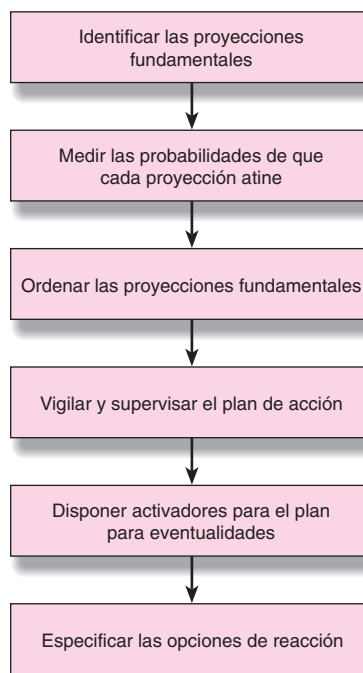 Identificar las proyecciones
fundamentales
Medir las probabilidades de que
cada proyección atine
Ordenar las proyecciones fundamentales
Vigilar y supervisar el plan de acción
Disponer activadores para el plan
para eventualidades
Especificar las opciones de reacción